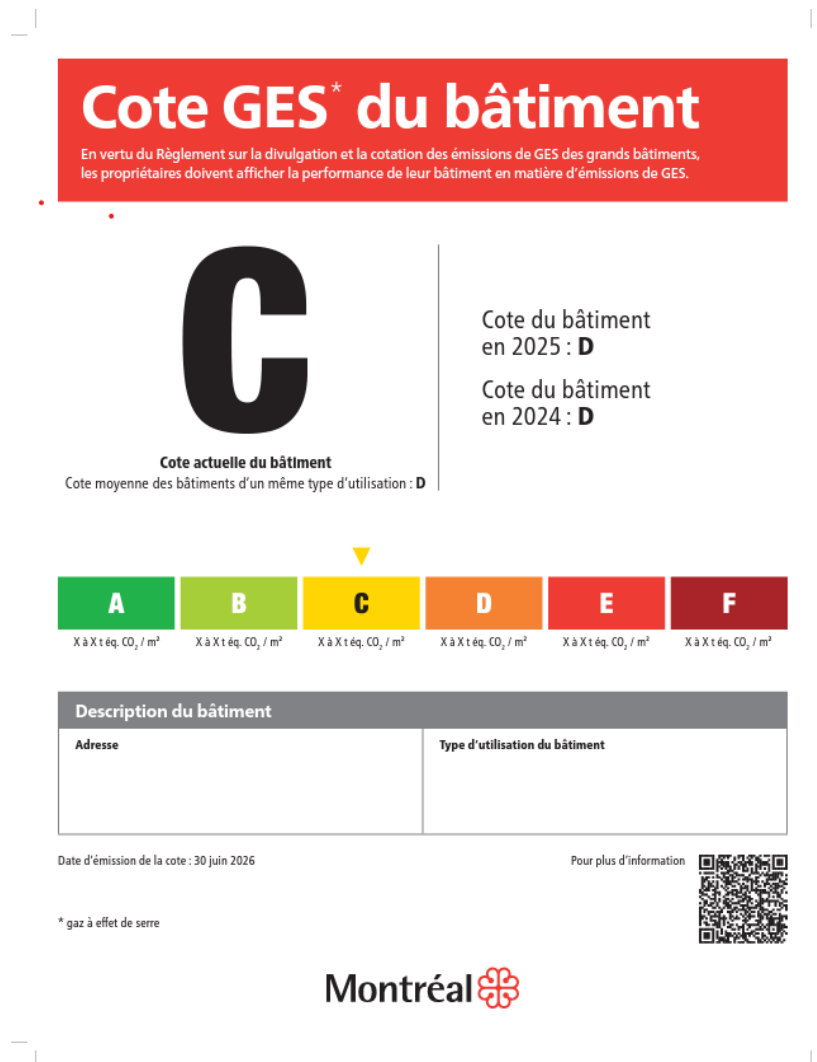 Cote GES* du bâtiment
En vertu du Règlement sur la divulgation et la cotation des émissions de GES des grands bâtiments,
les propriétaires doivent afficher la performance de leur bâtiment en matière d’émissions de GES.
C
Cote actuelle du bâtiment
Cote moyenne des bâtiments d’un même type d’utilisation : D
Cote du bâtiment
en 2025 : D
Cote du bâtiment
en 2024 : D
A B C D E F
X à X t éq. CO₂ / m² X à X t éq. CO₂ / m² X à X t éq. CO₂ / m² X à X t éq. CO₂ / m² X à X t éq. CO₂ / m² X à X t éq. CO₂ / m²
Description du bâtiment
Adresse Type d’utilisation du bâtiment
Date d’émission de la cote : 30 juin 2026 Pour plus d’information
* gaz à effet de serre
Montréal